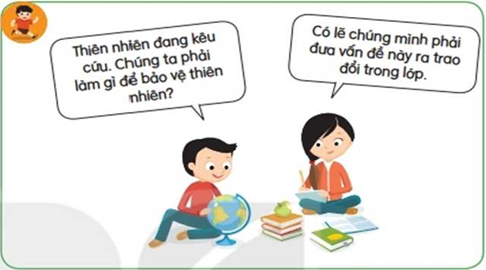 Thiên nhiên đang kêu
cứu. Chúng ta phải
làm gì để bảo vệ thiên
nhiên?
Có lẽ chúng mình phải
đưa vấn đề này ra trao
đổi trong lớp.